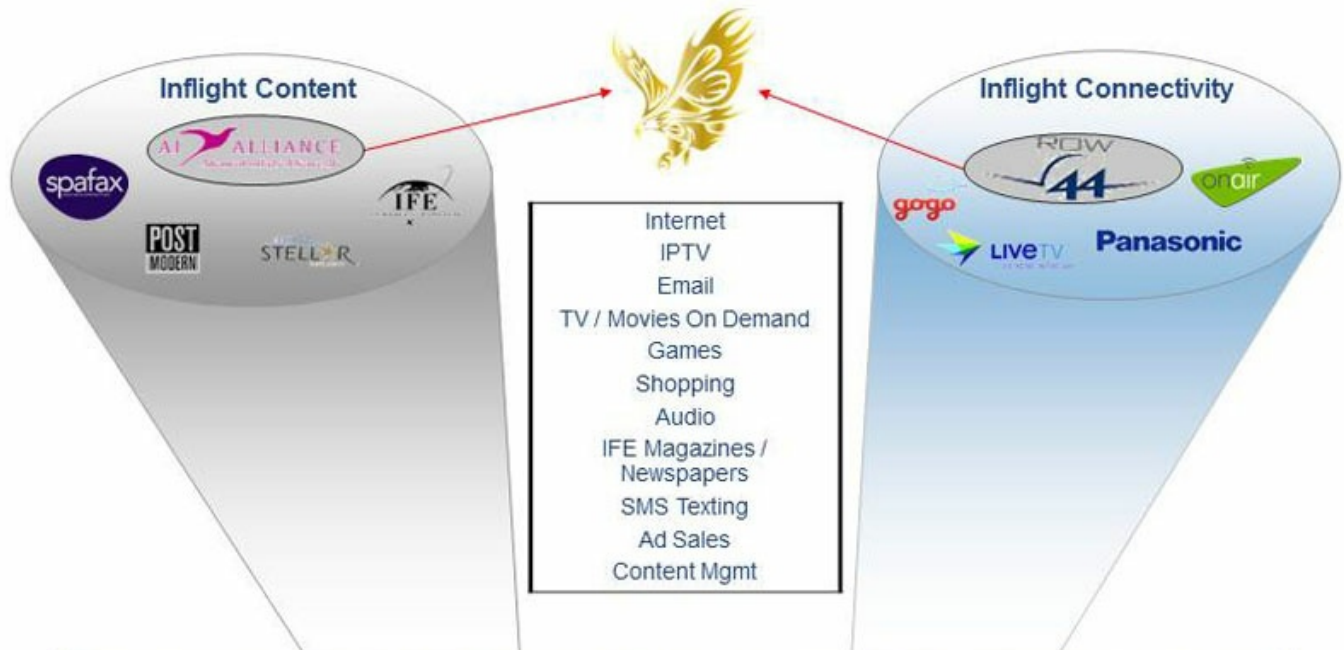 Inflight Content
AI ALLIANCE
spafax
IFE
POST
MODERN
STELLAR
Internet
IPTV
Email
TV / Movies On Demand
Games
Shopping
Audio
IFE Magazines /
Newspapers
SMS Texting
Ad Sales
Content Mgmt
Inflight Connectivity
ROW
44
onair
gogo
LIVETV
Panasonic